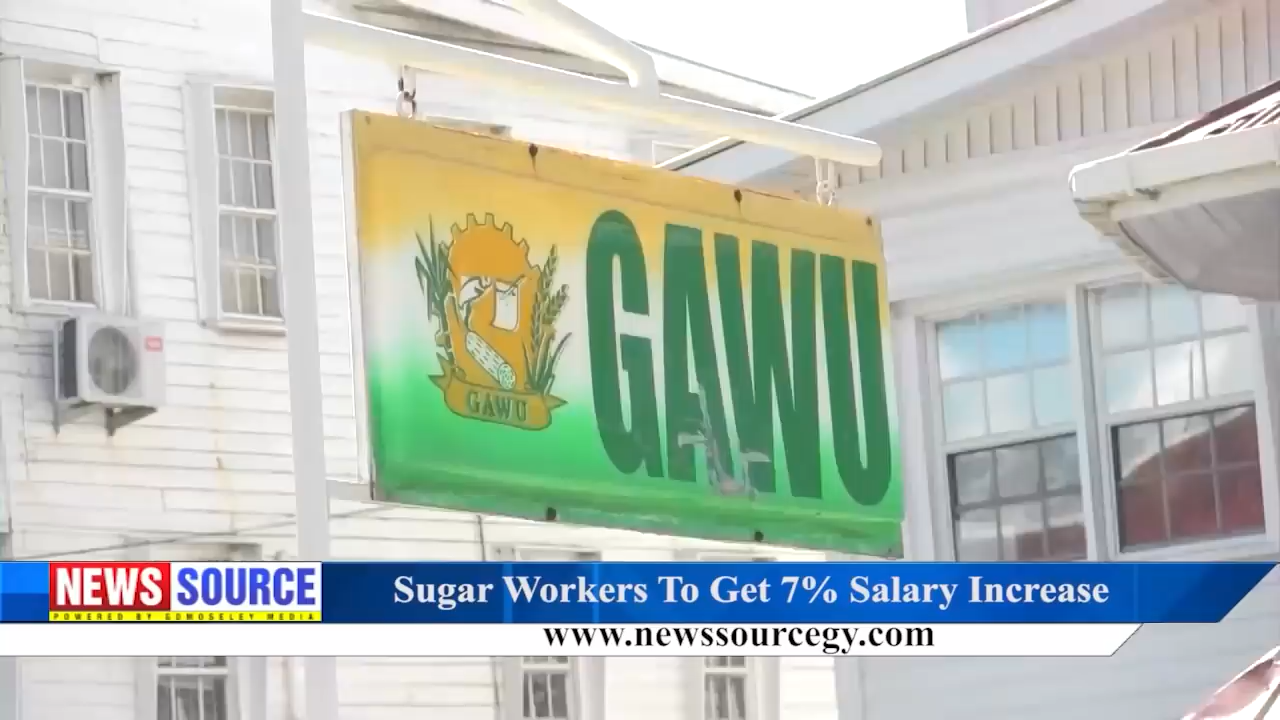 GAWU
GAWU
NEWS SOURCE
POWERED BY GDMOSELEY MEDIA
Sugar Workers To Get 7% Salary Increase
www.newssourcegy.com